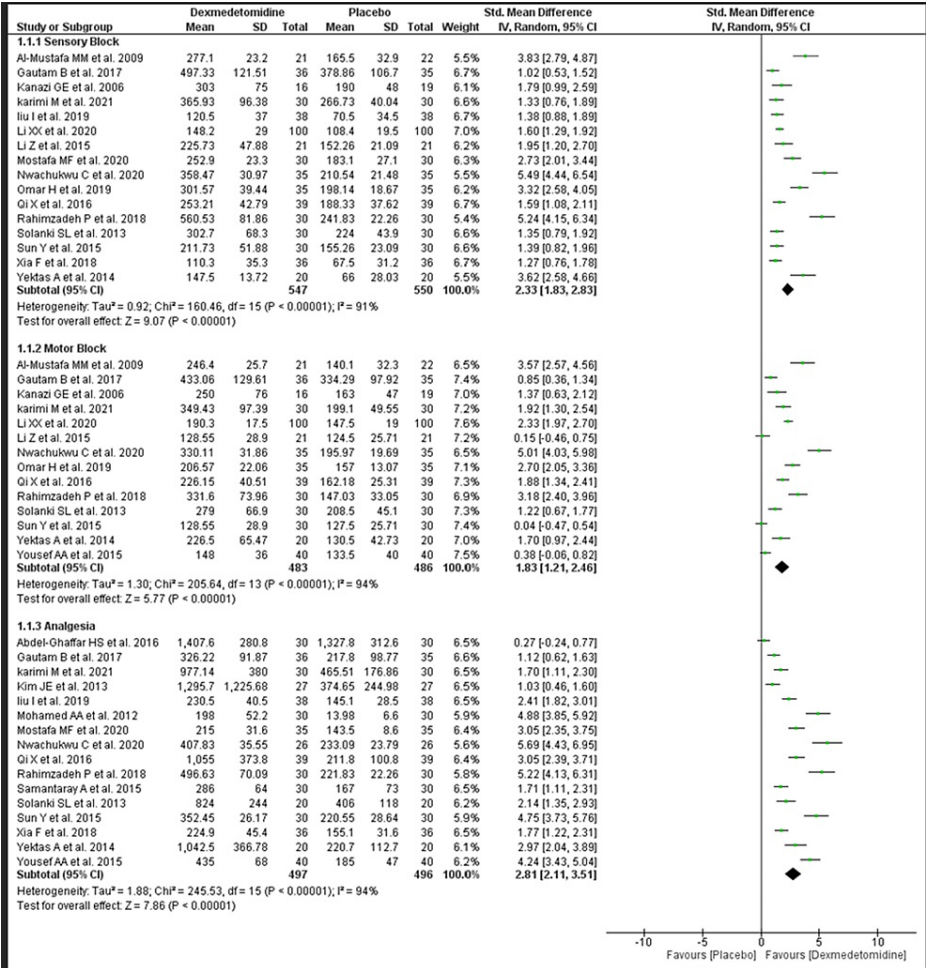 Dexmedetomidine Placebo Std. Mean Difference Std. Mean Difference
Study or Subgroup Mean SD Total Mean SD Total Weight IV, Random, 95% CI IV, Random, 95% CI
1.1.1 Sensory Block
Al-Mustafa MM et al. 2009 277.1 23.2 21 165.5 32.9 22 5.5% 3.83 [2.79, 4.87]
Gautam B et al. 2017 497.33 121.51 36 378.86 106.7 35 7.1% 1.02 [0.53, 1.52]
Kanazi GE et al. 2006 303 75 16 190 48 19 6.1% 1.79 [0.99, 2.59]
karimi M et al. 2021 365.93 96.38 30 266.73 40.04 30 6.8% 1.33 [0.76, 1.89]
liu l et al. 2019 120.5 37 38 70.5 34.5 38 6.9% 1.38 [0.88, 1.89]
Li XX et al. 2020 148.2 29 100 108.4 19.5 100 7.0% 1.60 [1.29, 1.92]
Li Z et al. 2015 225.73 47.88 21 152.26 21.09 21 6.2% 1.95 [1.20, 2.70]
Mostafa MF et al. 2020 252.9 23.3 30 183.1 27.1 30 6.4% 2.73 [2.01, 3.44]
Nwachukwu C et al. 2020 358.47 30.97 35 210.54 21.48 35 5.5% 5.49 [4.44, 6.54]
Omar H et al. 2019 301.57 39.44 35 198.14 18.67 35 6.4% 3.32 [2.58, 4.05]
Qi X et al. 2016 253.21 42.79 39 188.33 37.62 39 6.9% 1.59 [1.08, 2.11]
Rahimzadeh P et al. 2018 560.53 81.86 30 241.83 22.26 30 5.4% 5.24 [4.15, 6.34]
Solanki SL et al. 2013 302.7 68.3 30 224 43.9 30 6.8% 1.35 [0.79, 1.92]
Sun Y et al. 2015 211.73 51.88 30 155.26 23.09 30 6.7% 1.39 [0.82, 1.96]
Xia F et al. 2018 110.3 35.3 36 67.5 31.2 36 6.8% 1.27 [0.76, 1.78]
Yektas A et al. 2014 147.5 13.72 20 66 28.03 20 5.5% 3.62 [2.58, 4.66]
Subtotal (95% CI) 547 550 100.0% 2.33 [1.83, 2.83]
Heterogeneity: Tau² = 0.92; Chi² = 160.46, df = 15 (P < 0.00001); I² = 91%
Test for overall effect: Z = 9.07 (P < 0.00001)
1.1.2 Motor Block
Al-Mustafa MM et al. 2009 246.4 25.7 21 140.1 32.3 22 6.5% 3.57 [2.57, 4.56]
Gautam B et al. 2017 433.06 129.61 36 334.29 97.92 35 7.4% 0.85 [0.36, 1.34]
Kanazi GE et al. 2006 250 76 16 163 47 19 7.0% 1.37 [0.63, 2.12]
karimi M et al. 2021 349.43 97.39 30 199.1 49.55 30 7.2% 1.92 [1.30, 2.54]
Li XX et al. 2020 190.3 17.5 100 147.5 19 100 7.5% 2.33 [1.97, 2.70]
Li Z et al. 2015 128.55 28.9 21 124.5 25.71 21 7.3% 0.15 [-0.46, 0.75]
Nwachukwu C et al. 2020 330.11 31.86 35 195.97 19.69 35 6.5% 5.01 [4.03, 5.98]
Omar H et al. 2019 206.57 22.06 35 157 13.07 35 7.1% 2.70 [2.05, 3.36]
Qi X et al. 2016 226.15 40.51 39 162.18 25.31 39 7.3% 1.88 [1.34, 2.41]
Rahimzadeh P et al. 2018 331.6 73.96 30 147.03 33.05 30 6.9% 3.18 [2.40, 3.96]
Solanki SL et al. 2013 279 66.9 30 208.5 45.1 30 7.3% 1.22 [0.67, 1.77]
Sun Y et al. 2015 128.55 28.9 30 127.5 25.71 30 7.4% 0.04 [-0.47, 0.54]
Yektas A et al. 2014 226.5 65.47 20 130.5 42.73 20 7.0% 1.70 [0.97, 2.44]
Yousef AA et al. 2015 148 36 40 133.5 40 40 7.5% 0.38 [-0.06, 0.82]
Subtotal (95% CI) 483 486 100.0% 1.83 [1.21, 2.46]
Heterogeneity: Tau² = 1.30; Chi² = 205.64, df = 13 (P < 0.00001); I² = 94%
Test for overall effect: Z = 5.77 (P < 0.00001)
1.1.3 Analgesia
Abdel-Ghaffar HS et al. 2016 1,407.6 280.8 30 1,327.8 312.6 30 6.5% 0.27 [-0.24, 0.77]
Gautam B et al. 2017 326.22 91.87 36 217.8 98.77 35 6.6% 1.12 [0.62, 1.63]
karimi M et al. 2021 977.14 380 30 465.51 176.86 30 6.5% 1.70 [1.11, 2.30]
Kim JE et al. 2013 1,295.7 1,225.68 27 374.65 244.98 27 6.5% 1.03 [0.46, 1.60]
liu l et al. 2019 230.5 40.5 38 145.1 28.5 38 6.5% 2.41 [1.82, 3.01]
Mohamed AA et al. 2012 198 52.2 30 13.98 6.6 30 5.9% 4.88 [3.85, 5.92]
Mostafa MF et al. 2020 215 31.6 35 143.5 8.6 35 6.4% 3.05 [2.35, 3.75]
Nwachukwu C et al. 2020 407.83 35.55 26 233.09 23.79 26 5.5% 5.69 [4.43, 6.95]
Qi X et al. 2016 1,055 373.8 39 211.8 100.8 39 6.4% 3.05 [2.39, 3.71]
Rahimzadeh P et al. 2018 496.63 70.09 30 221.83 22.26 30 5.8% 5.22 [4.13, 6.31]
Samantaray A et al. 2015 286 64 30 167 73 30 6.5% 1.71 [1.11, 2.31]
Solanki SL et al. 2013 824 244 20 406 118 20 6.2% 2.14 [1.35, 2.93]
Sun Y et al. 2015 352.45 26.17 30 220.55 28.64 30 5.9% 4.75 [3.73, 5.76]
Xia F et al. 2018 224.9 45.4 36 155.1 31.6 36 6.5% 1.77 [1.22, 2.31]
Yektas A et al. 2014 1,042.5 366.78 20 220.7 112.7 20 6.0% 2.97 [2.04, 3.89]
Yousef AA et al. 2015 435 68 40 185 47 40 6.2% 4.24 [3.43, 5.04]
Subtotal (95% CI) 497 496 100.0% 2.81 [2.11, 3.51]
Heterogeneity: Tau² = 1.88; Chi² = 245.53, df = 15 (P < 0.00001); I² = 94%
Test for overall effect: Z = 7.86 (P < 0.00001)
-10 -5 0 5 10
Favours [Placebo] Favours [Dexmedetomidine]